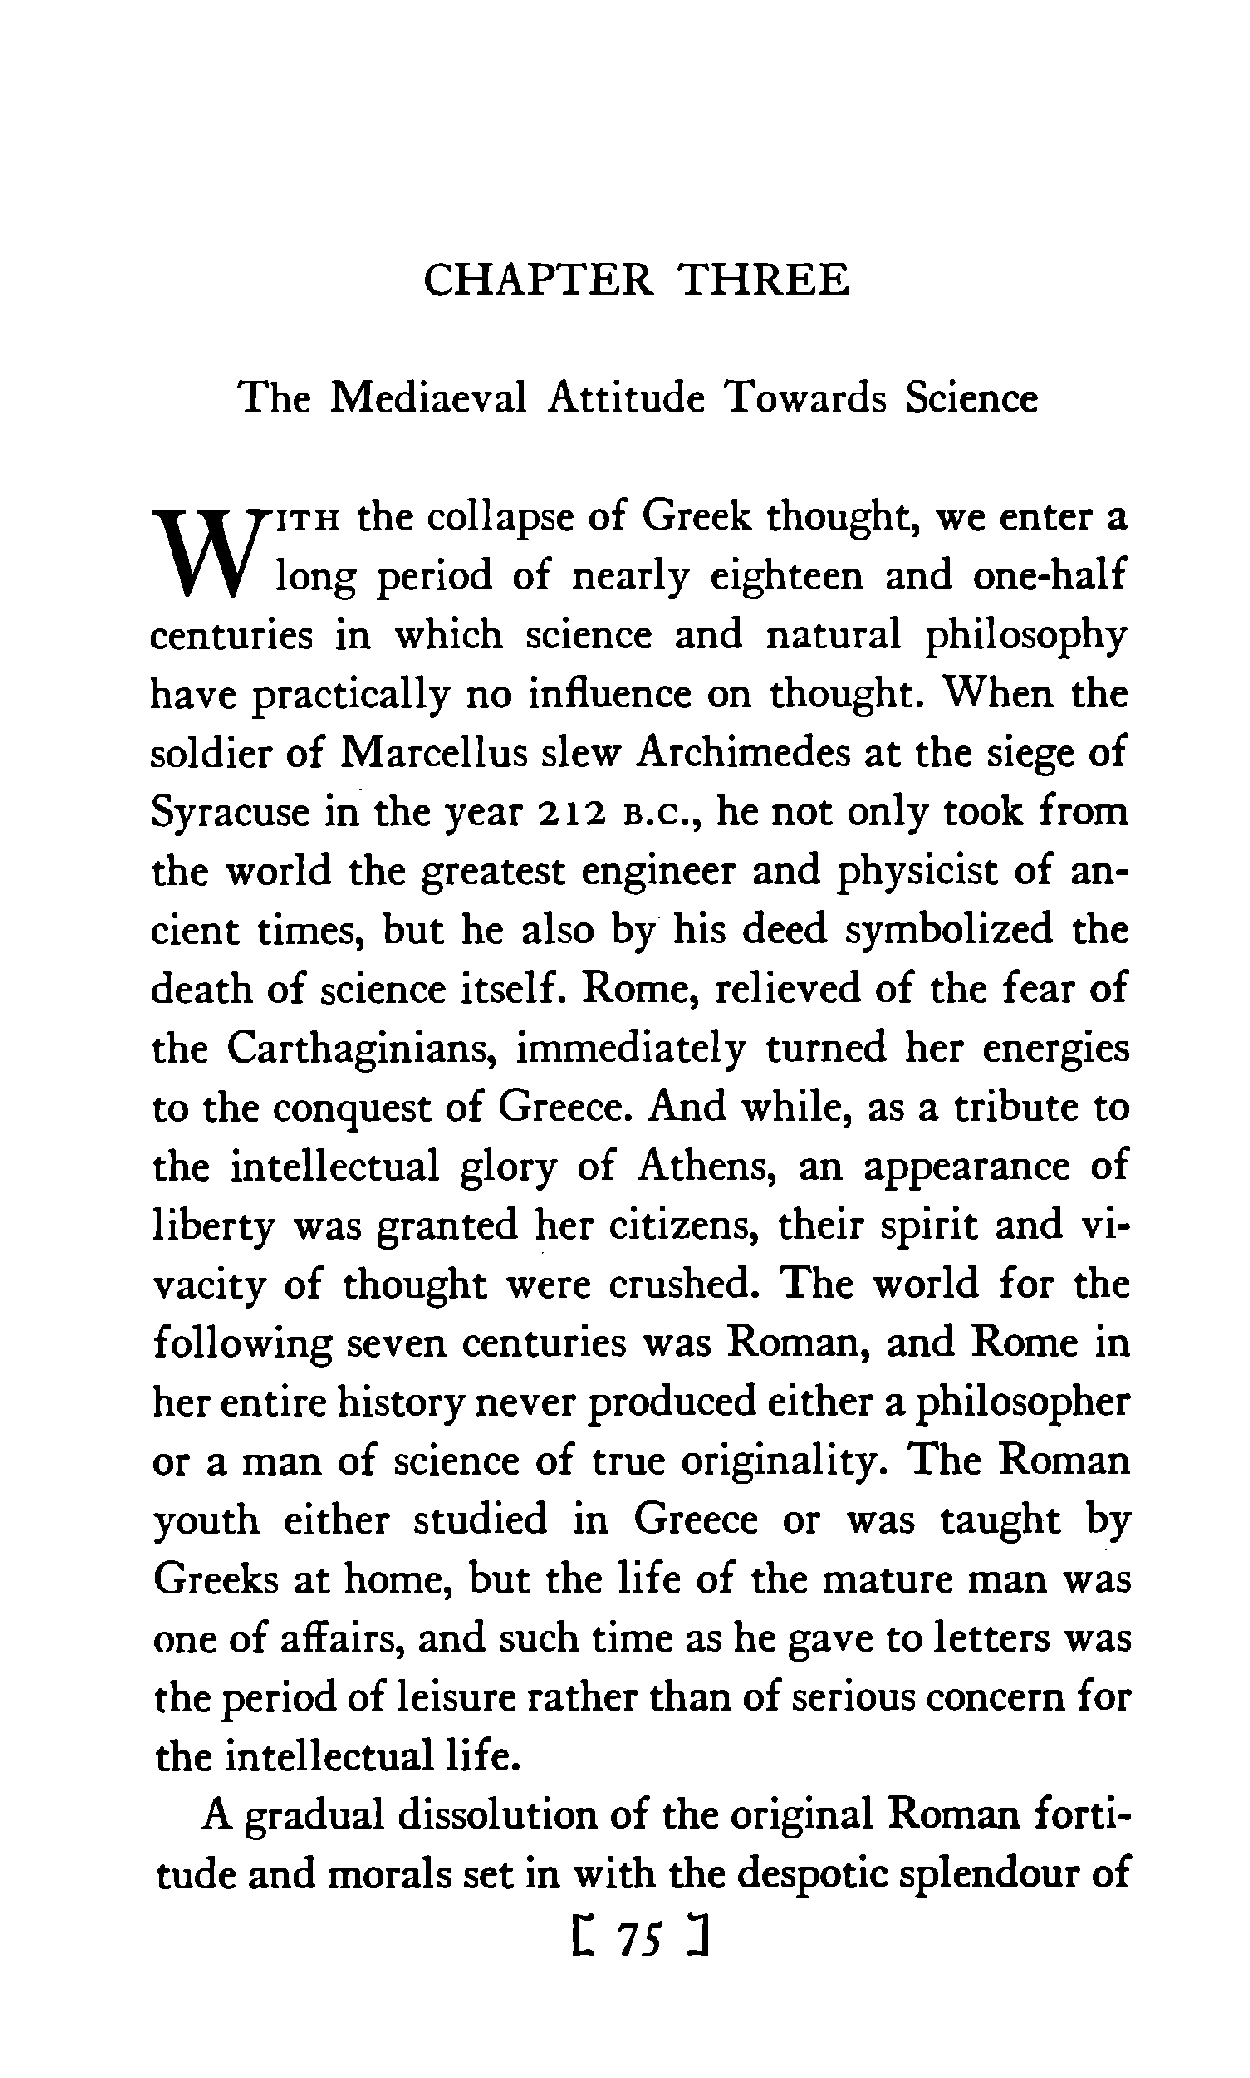 CHAPTER THREE
The Mediaeval Attitude Towards Science
WITH the collapse of Greek thought, we enter a
long period of nearly eighteen and one-half
centuries in which science and natural philosophy
have practically no influence on thought. When the
soldier of Marcellus slew Archimedes at the siege of
Syracuse in the year 212 B.C., he not only took from
the world the greatest engineer and physicist of an-
cient times, but he also by his deed symbolized the
death of science itself. Rome, relieved of the fear of
the Carthaginians, immediately turned her energies
to the conquest of Greece. And while, as a tribute to
the intellectual glory of Athens, an appearance of
liberty was granted her citizens, their spirit and vi-
vacity of thought were crushed. The world for the
following seven centuries was Roman, and Rome in
her entire history never produced either a philosopher
or a man of science of true originality. The Roman
youth either studied in Greece or was taught by
Greeks at home, but the life of the mature man was
one of affairs, and such time as he gave to letters was
the period of leisure rather than of serious concern for
the intellectual life.
A gradual dissolution of the original Roman forti-
tude and morals set in with the despotic splendour of
[ 75 ]